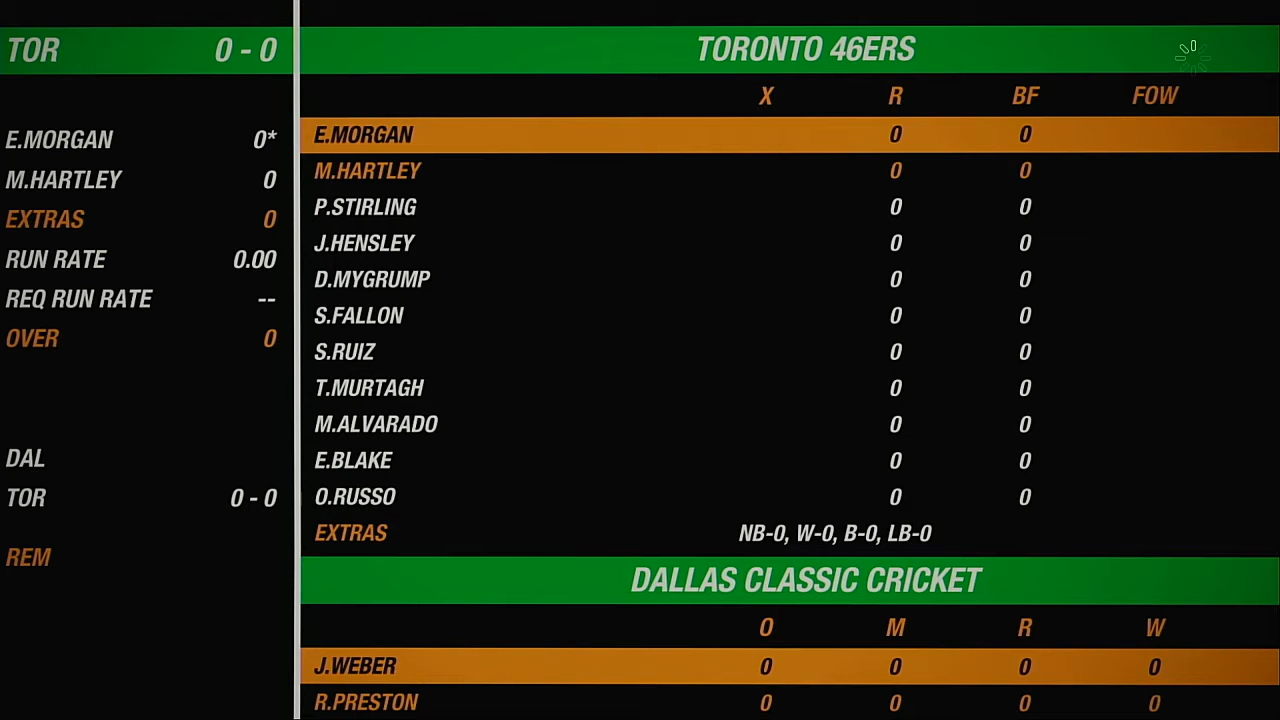 TOR 0 - 0
E.MORGAN 0*
M.HARTLEY 0
EXTRAS 0
RUN RATE 0.00
REQ RUN RATE --
OVER 0
DAL
TOR 0 - 0
REM
TORONTO 46ERS
X R BF FOW
E.MORGAN 0 0
M.HARTLEY 0 0
P.STIRLING 0 0
J.HENSLEY 0 0
D.MYGRUMP 0 0
S.FALLON 0 0
S.RUIZ 0 0
T.MURTAGH 0 0
M.ALVARADO 0 0
E.BLAKE 0 0
O.RUSSO 0 0
EXTRAS NB-0, W-0, B-0, LB-0
DALLAS CLASSIC CRICKET
O M R W
J.WEBER 0 0 0 0
R.PRESTON 0 0 0 0